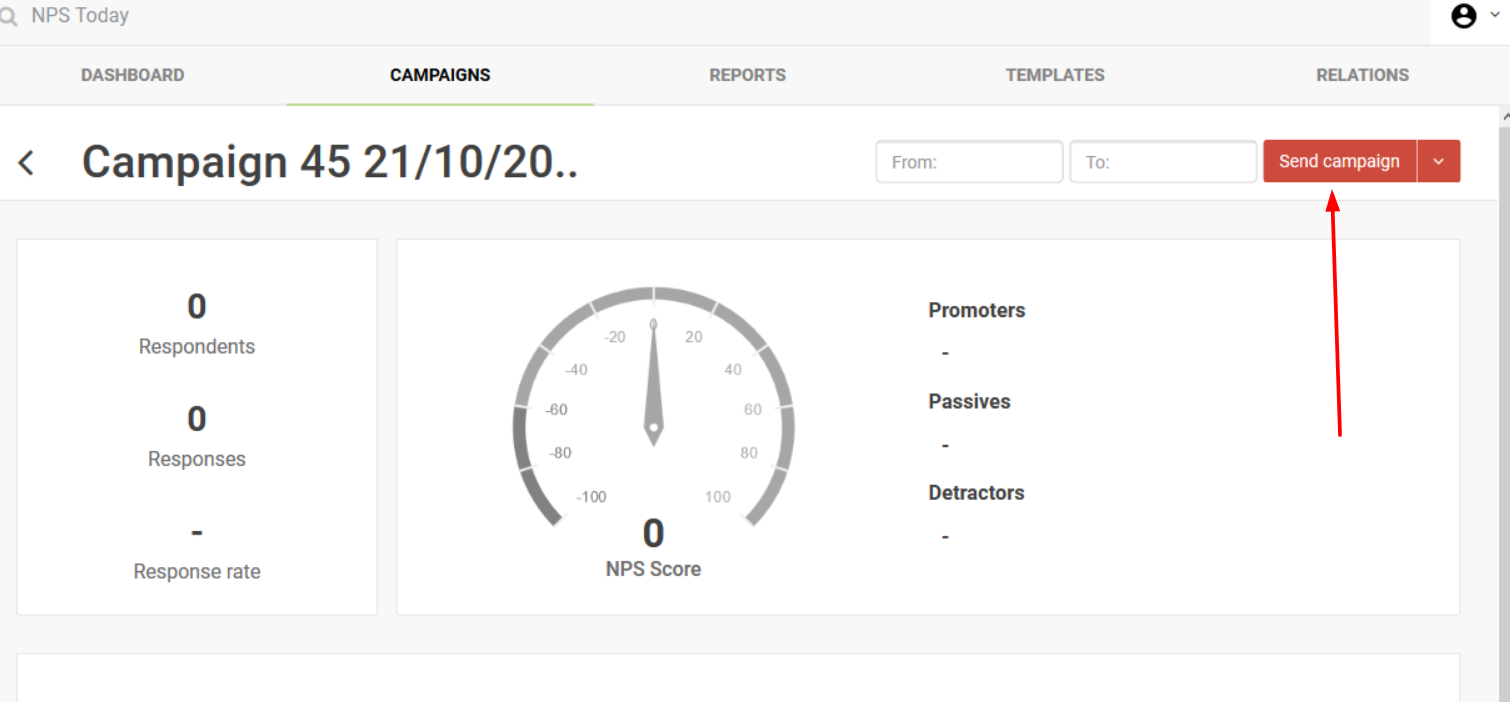 NPS Today
DASHBOARD CAMPAIGNS REPORTS TEMPLATES RELATIONS
Campaign 45 21/10/20.. From: To: Send campaign
0
Respondents
0
Responses
-
Response rate
0
-20 20
-40 40
-60 60
-80 80
-100 100
0
NPS Score
Promoters
-
Passives
-
Detractors
-